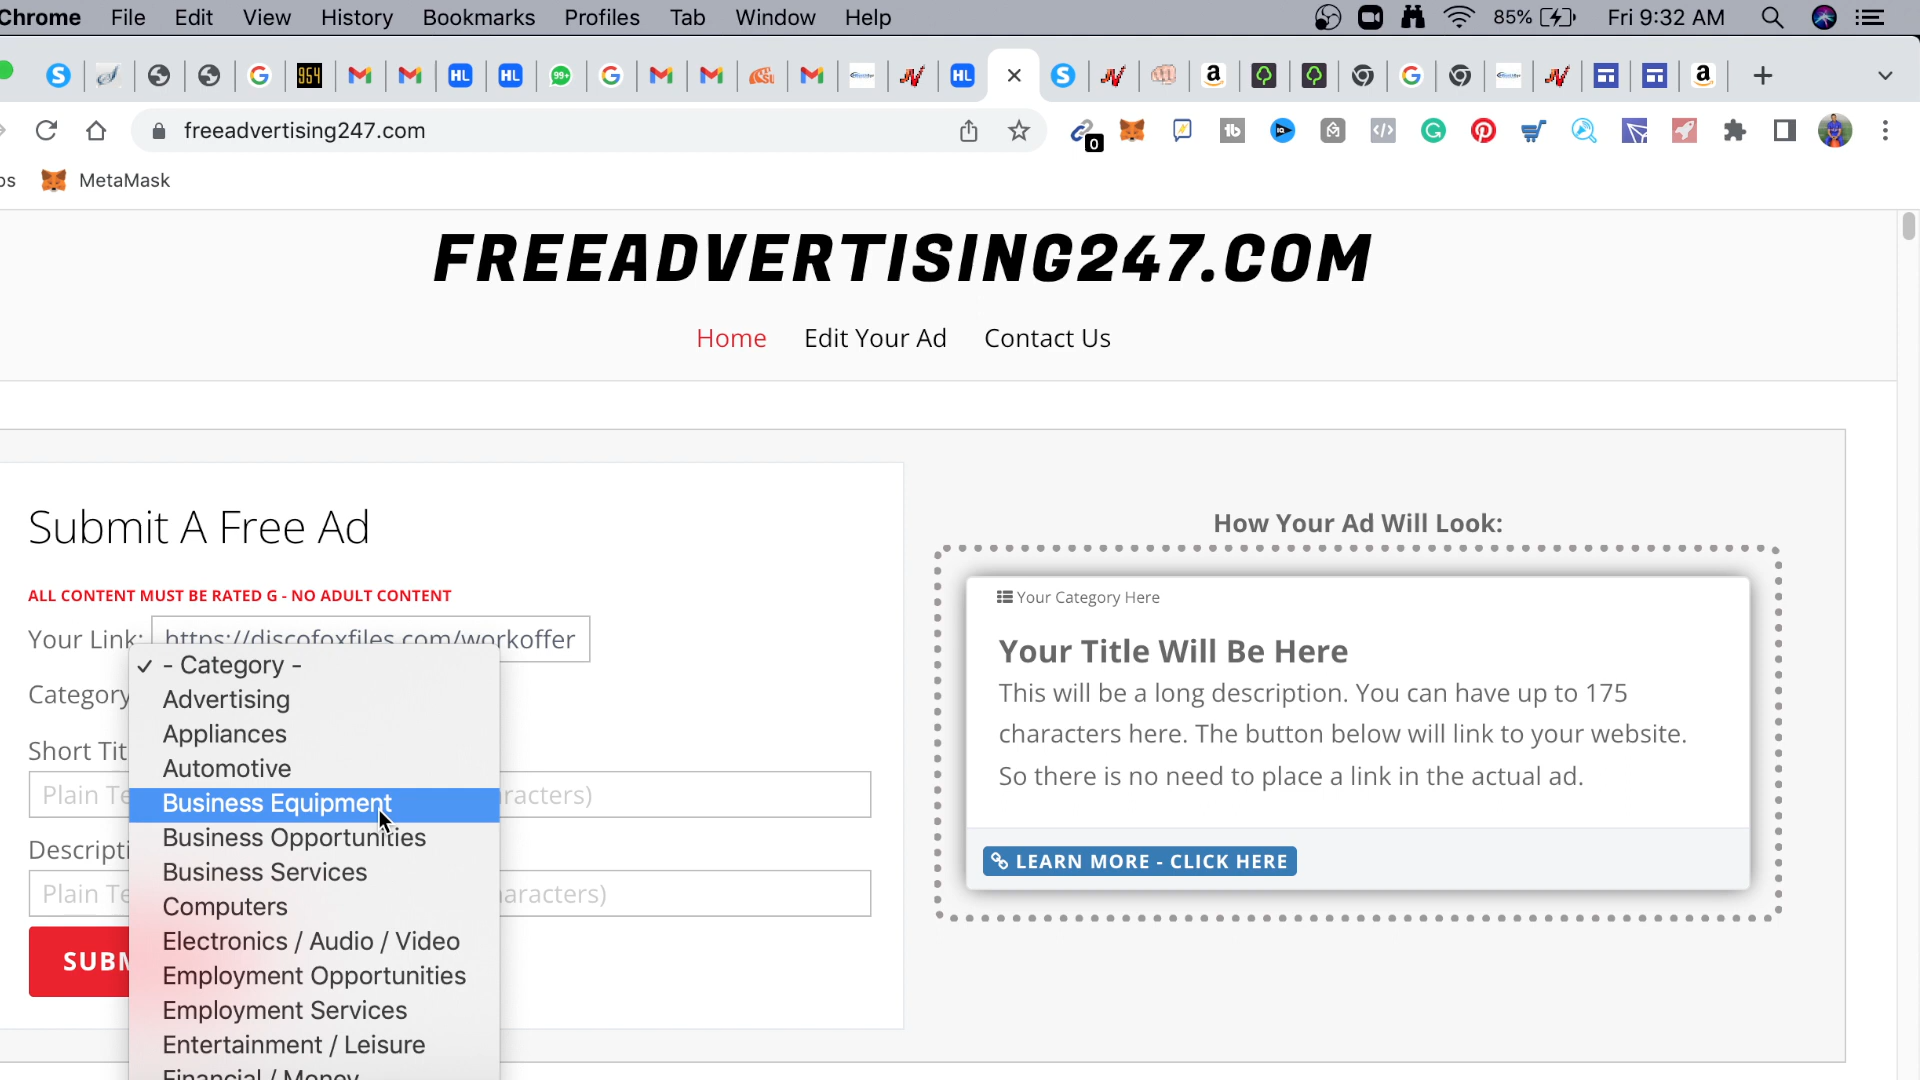 Chrome File Edit View History Bookmarks Profiles Tab Window Help 85% Fri 9:32 AM
freeadvertising247.com
MetaMask
FREEADVERTISING247.COM
Home Edit Your Ad Contact Us
Submit A Free Ad
ALL CONTENT MUST BE RATED G - NO ADULT CONTENT
Your Link: https://discofoxfiles.com/workoffer
Category
Short Tit
Plain Te racters)
Descripti
Plain Te aracters)
SUBM
✓ - Category -
Advertising
Appliances
Automotive
Business Equipment
Business Opportunities
Business Services
Computers
Electronics / Audio / Video
Employment Opportunities
Employment Services
Entertainment / Leisure
Financial / Money
How Your Ad Will Look:
Your Category Here
Your Title Will Be Here
This will be a long description. You can have up to 175
characters here. The button below will link to your website.
So there is no need to place a link in the actual ad.
LEARN MORE - CLICK HERE